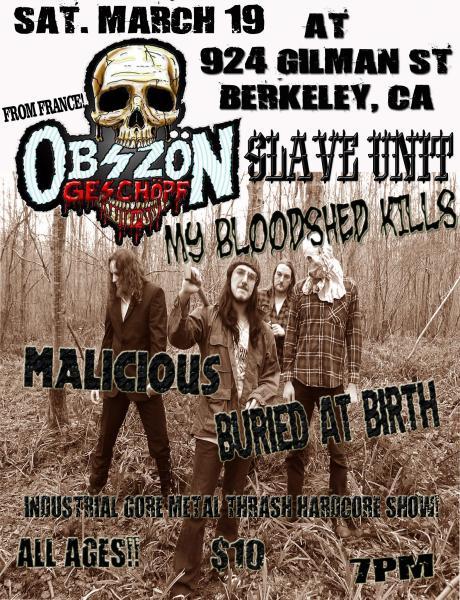 SAT. MARCH 19
AT
924 GILMAN ST
BERKELEY, CA
FROM FRANCE!
OBSZÖN
GESCHÖPF
SLAVE UNIT
MY BLOODSHED KILLS
MALICIOUS
BURIED AT BIRTH
INDUSTRIAL GORE METAL THRASH HARDCORE SHOW!
ALL AGES!!
$10
7PM